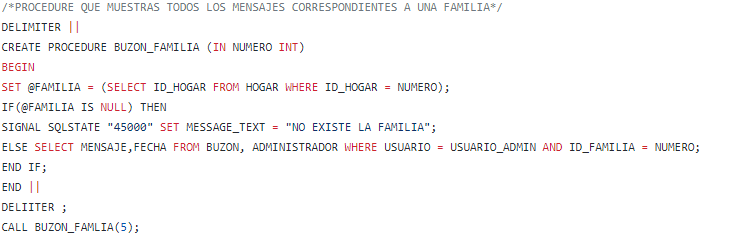 /*PROCEDURE QUE MUESTRAS TODOS LOS MENSAJES CORRESPONDIENTES A UNA FAMILIA*/
DELIMITER ||
CREATE PROCEDURE BUZON_FAMILIA (IN NUMERO INT)
BEGIN
SET @FAMILIA = (SELECT ID_HOGAR FROM HOGAR WHERE ID_HOGAR = NUMERO);
IF(@FAMILIA IS NULL) THEN
SIGNAL SQLSTATE "45000" SET MESSAGE_TEXT = "NO EXISTE LA FAMILIA";
ELSE SELECT MENSAJE,FECHA FROM BUZON, ADMINISTRADOR WHERE USUARIO = USUARIO_ADMIN AND ID_FAMILIA = NUMERO;
END IF;
END ||
DELIITER ;
CALL BUZON_FAMLIA(5);